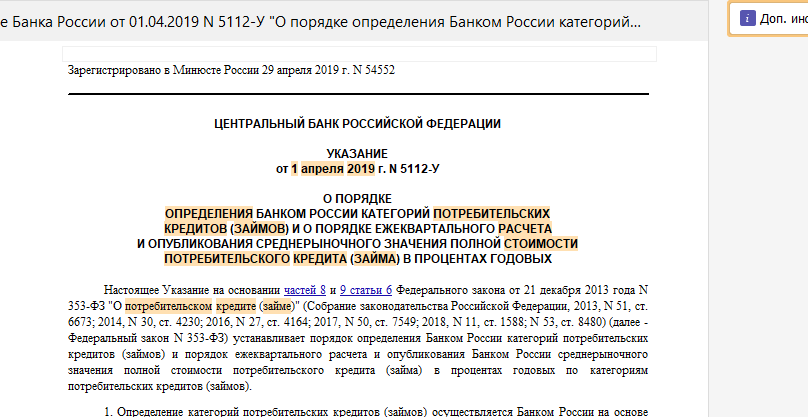 е Банка России от 01.04.2019 N 5112-У "О порядке определения Банком России категорий...
Доп. инс
Зарегистрировано в Минюсте России 29 апреля 2019 г. N 54552
ЦЕНТРАЛЬНЫЙ БАНК РОССИЙСКОЙ ФЕДЕРАЦИИ
УКАЗАНИЕ
от 1 апреля 2019 г. N 5112-У
О ПОРЯДКЕ
ОПРЕДЕЛЕНИЯ БАНКОМ РОССИИ КАТЕГОРИЙ ПОТРЕБИТЕЛЬСКИХ
КРЕДИТОВ (ЗАЙМОВ) И О ПОРЯДКЕ ЕЖЕКВАРТАЛЬНОГО РАСЧЕТА
И ОПУБЛИКОВАНИЯ СРЕДНЕРЫНОЧНОГО ЗНАЧЕНИЯ ПОЛНОЙ СТОИМОСТИ
ПОТРЕБИТЕЛЬСКОГО КРЕДИТА (ЗАЙМА) В ПРОЦЕНТАХ ГОДОВЫХ
Настоящее Указание на основании частей 8 и 9 статьи 6 Федерального закона от 21 декабря 2013 года N
353-ФЗ "О потребительском кредите (займе)" (Собрание законодательства Российской Федерации, 2013, N 51, ст.
6673; 2014, N 30, ст. 4230; 2016, N 27, ст. 4164; 2017, N 50, ст. 7549; 2018, N 11, ст. 1588; N 53, ст. 8480) (далее -
Федеральный закон N 353-ФЗ) устанавливает порядок определения Банком России категорий потребительских
кредитов (займов) и порядок ежеквартального расчета и опубликования Банком России среднерыночного
значения полной стоимости потребительского кредита (займа) в процентах годовых по категориям
потребительских кредитов (займов).
1. Определение категорий потребительских кредитов (займов) осуществляется Банком России на основе